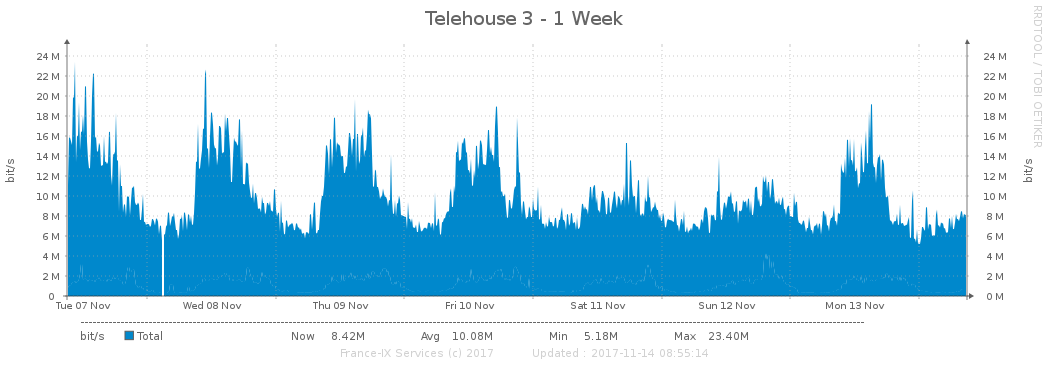 Telehouse 3 - 1 Week
RRDTOOL / TOBI OETIKER
bit/s
24 M 24 M
22 M 22 M
20 M 20 M
18 M 18 M
16 M 16 M
14 M 14 M
12 M 12 M
10 M 10 M
8 M 8 M
6 M 6 M
4 M 4 M
2 M 2 M
0 0 M
bit/s
Tue 07 Nov Wed 08 Nov Thu 09 Nov Fri 10 Nov Sat 11 Nov Sun 12 Nov Mon 13 Nov
bit/s Total Now 8.42M Avg 10.08M Min 5.18M Max 23.40M
France-IX Services (c) 2017 Updated : 2017-11-14 08:55:14